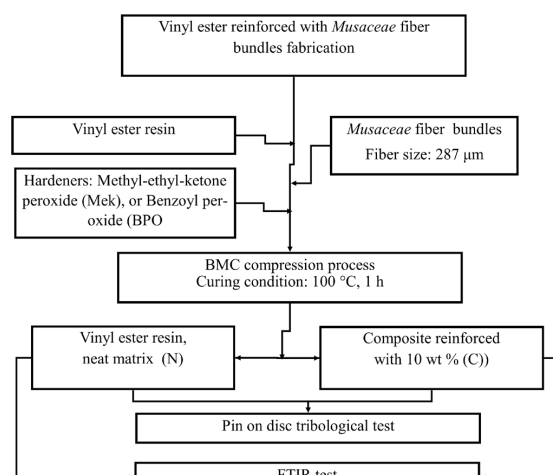 Vinyl ester reinforced with Musaceae fiber
bundles fabrication
Vinyl ester resin
Musaceae fiber bundles
Fiber size: 287 µm
Hardeners: Methyl-ethyl-ketone
peroxide (Mek), or Benzoyl per-
oxide (BPO
BMC compression process
Curing condition: 100 °C, 1 h
Vinyl ester resin,
neat matrix (N)
Composite reinforced
with 10 wt % (C))
Pin on disc tribological test
FTIR test